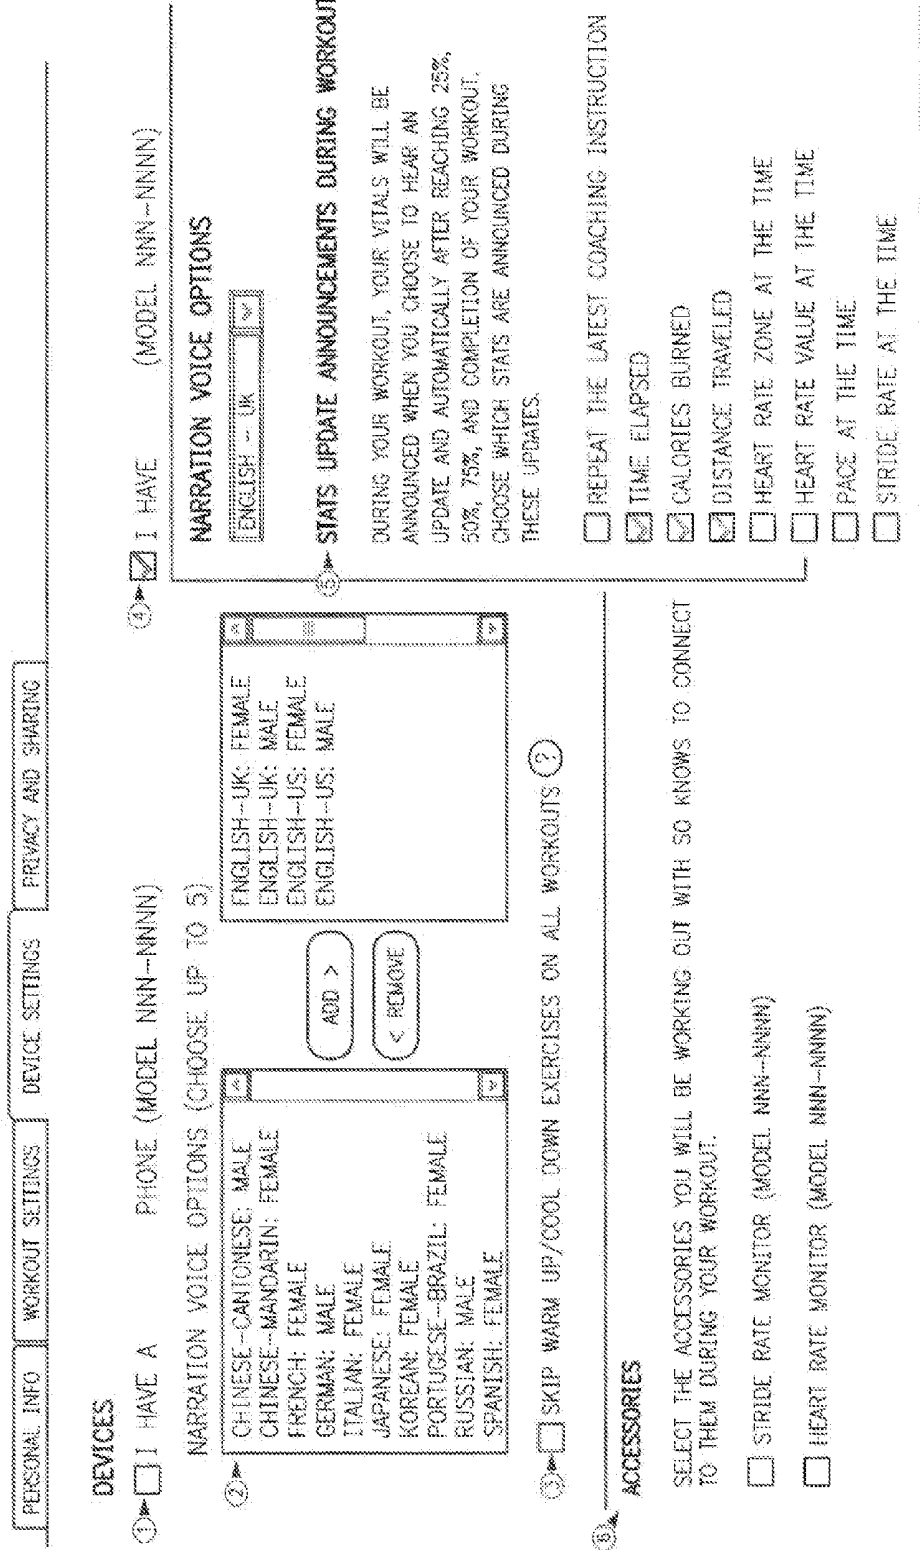 PERSONAL INFO
WORKOUT SETTINGS
DEVICE SETTINGS
PRIVACY AND SHARING
DEVICES
1 I HAVE A PHONE (MODEL NNN-NNNN)
NARRATION VOICE OPTIONS (CHOOSE UP TO 5)
2
CHINESE-CANTONESE: MALE
CHINESE-MANDARIN: FEMALE
FRENCH: FEMALE
GERMAN: MALE
ITALIAN: FEMALE
JAPANESE: FEMALE
KOREAN: FEMALE
PORTUGESE-BRAZIL: FEMALE
RUSSIAN: MALE
SPANISH: FEMALE
ADD >
< REMOVE
ENGLISH-UK: FEMALE
ENGLISH-UK: MALE
ENGLISH-US: FEMALE
ENGLISH-US: MALE
3 SKIP WARM UP/COOL DOWN EXERCISES ON ALL WORKOUTS ?
4 I HAVE (MODEL NNN-NNNN)
NARRATION VOICE OPTIONS
ENGLISH - UK
5 STATS UPDATE ANNOUNCEMENTS DURING WORKOUT
DURING YOUR WORKOUT, YOUR VITALS WILL BE
ANNOUNCED WHEN YOU CHOOSE TO HEAR AN
UPDATE AND AUTOMATICALLY AFTER REACHING 25%,
50%, 75%, AND COMPLETION OF YOUR WORKOUT.
CHOOSE WHICH STATS ARE ANNOUNCED DURING
THESE UPDATES.
REPEAT THE LATEST COACHING INSTRUCTION
TIME ELAPSED
CALORIES BURNED
DISTANCE TRAVELED
HEART RATE ZONE AT THE TIME
HEART RATE VALUE AT THE TIME
PACE AT THE TIME
STRIDE RATE AT THE TIME
6
ACCESSORIES
SELECT THE ACCESSORIES YOU WILL BE WORKING OUT WITH SO KNOWS TO CONNECT
TO THEM DURING YOUR WORKOUT.
STRIDE RATE MONITOR (MODEL NNN-NNNN)
HEART RATE MONITOR (MODEL NNN-NNNN)